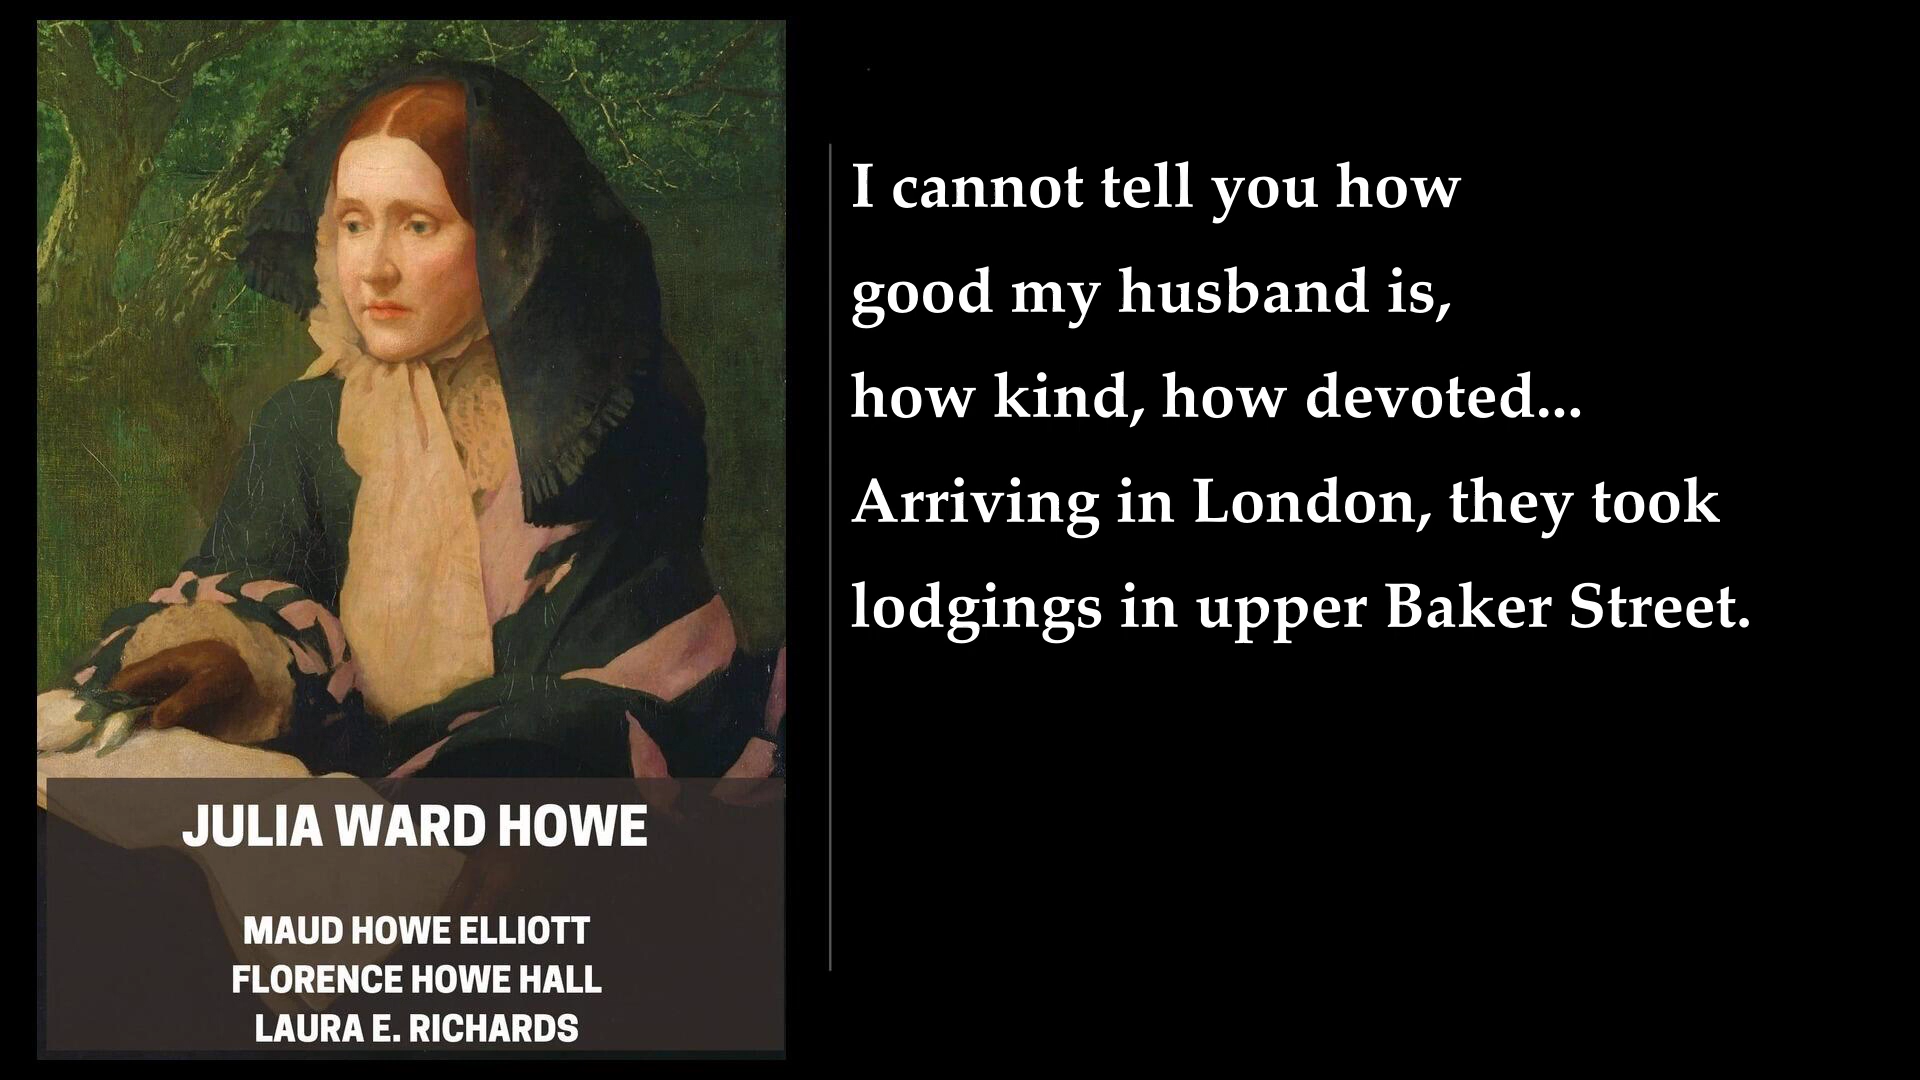 JULIA WARD HOWE
MAUD HOWE ELLIOTT
FLORENCE HOWE HALL
LAURA E. RICHARDS
I cannot tell you how
good my husband is,
how kind, how devoted...
Arriving in London, they took
lodgings in upper Baker Street.